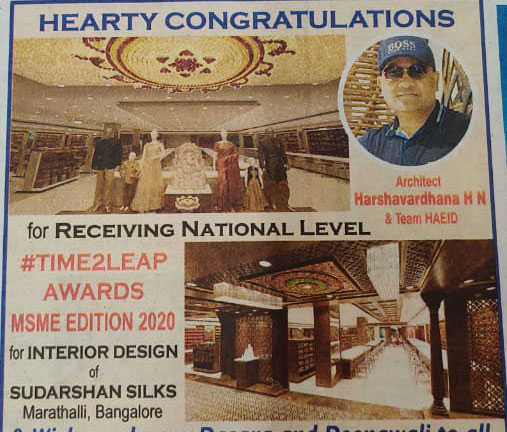 HEARTY CONGRATULATIONS
BOSS
Architect
Harshavardhana H N
& Team HAEID
for RECEIVING NATIONAL LEVEL
#TIME2LEAP
AWARDS
MSME EDITION 2020
for INTERIOR DESIGN
of
SUDARSHAN SILKS
Marathalli, Bangalore
Dasara and Deepawali to all